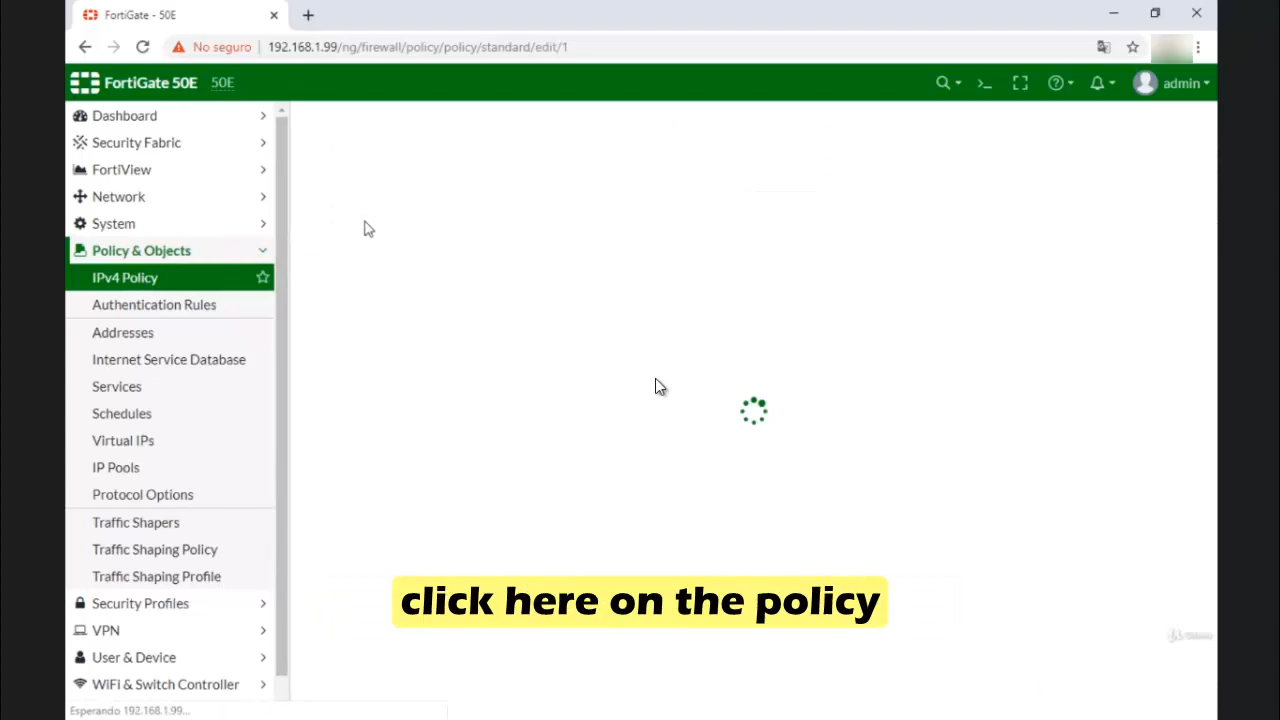 FortiGate - 50E
No seguro
192.168.1.99/ng/firewall/policy/policy/standard/edit/1
FortiGate 50E
50E
admin
Dashboard
Security Fabric
FortiView
Network
System
Policy & Objects
IPv4 Policy
Authentication Rules
Addresses
Internet Service Database
Services
Schedules
Virtual IPs
IP Pools
Protocol Options
Traffic Shapers
Traffic Shaping Policy
Traffic Shaping Profile
Security Profiles
VPN
User & Device
WiFi & Switch Controller
click here on the policy
Esperando 192.168.1.99...